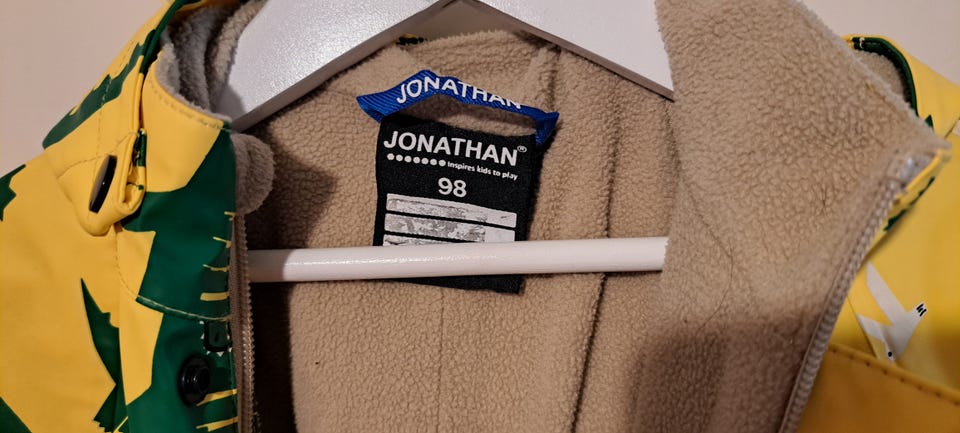 JONATHAN
JONATHAN®
Inspires kids to play
98